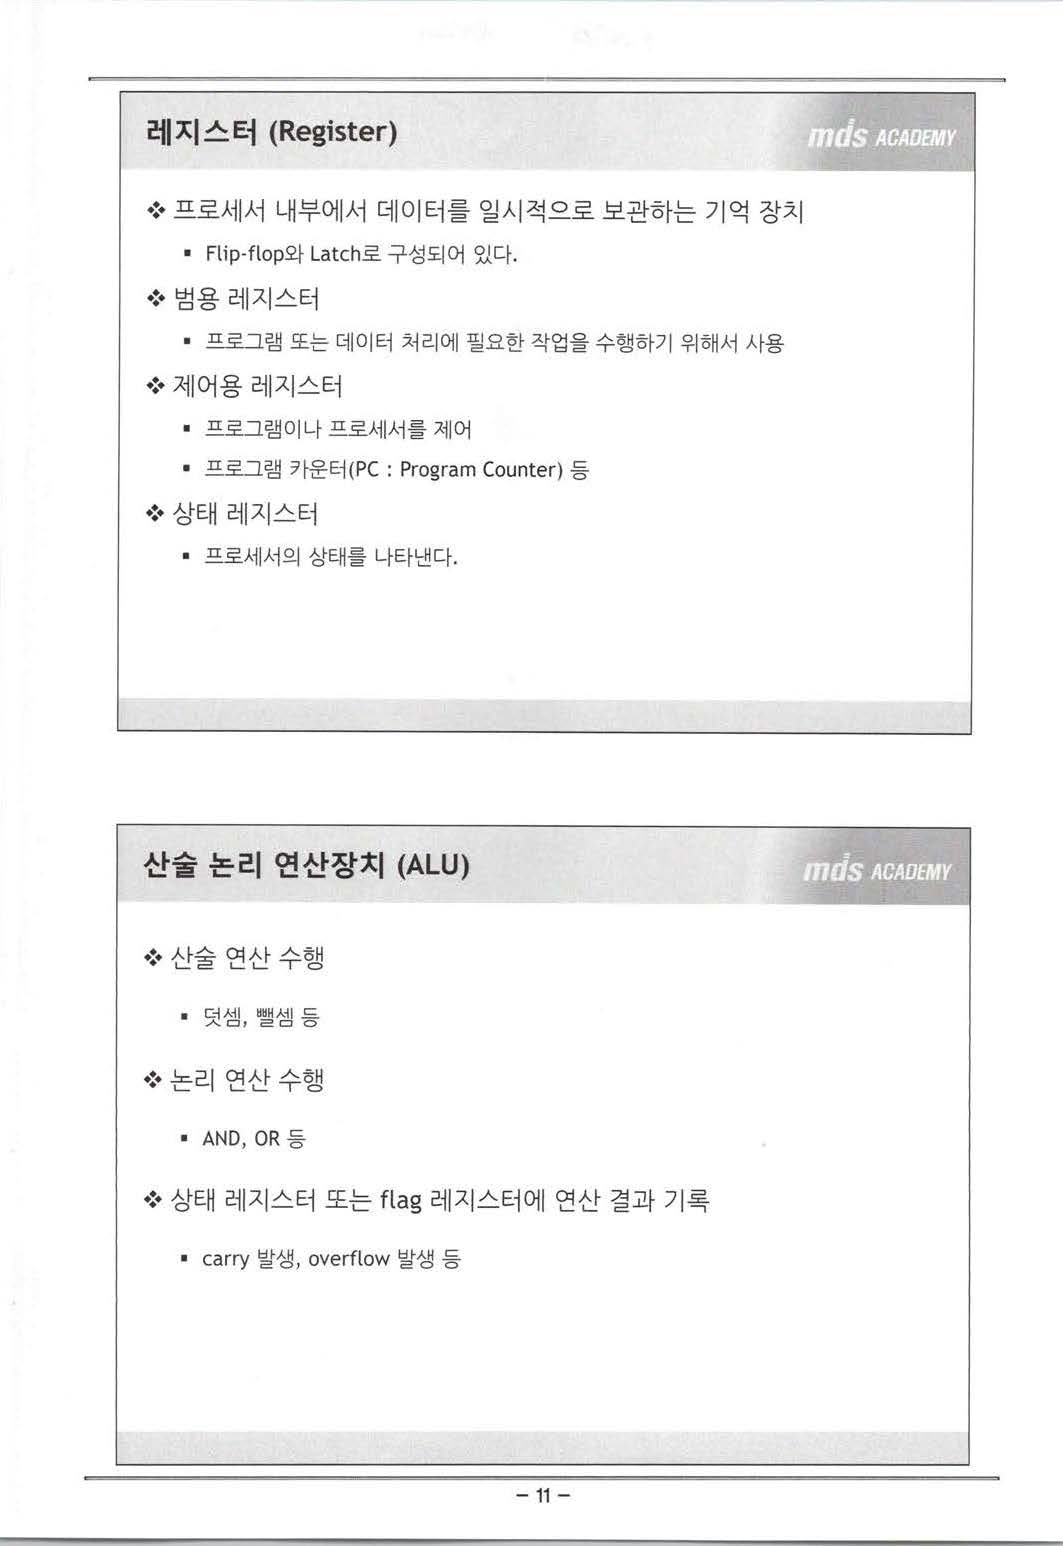 레지스터 (Register)
mds ACADEMY
❖ 프로세서 내부에서 데이터를 일시적으로 보관하는 기억 장치
▪ Flip-flop와 Latch로 구성되어 있다.
❖ 범용 레지스터
▪ 프로그램 또는 데이터 처리에 필요한 작업을 수행하기 위해서 사용
❖ 제어용 레지스터
▪ 프로그램이나 프로세서를 제어
▪ 프로그램 카운터(PC : Program Counter) 등
❖ 상태 레지스터
▪ 프로세서의 상태를 나타낸다.
산술 논리 연산장치 (ALU)
mds ACADEMY
❖ 산술 연산 수행
▪ 덧셈, 뺄셈 등
❖ 논리 연산 수행
▪ AND, OR 등
❖ 상태 레지스터 또는 flag 레지스터에 연산 결과 기록
▪ carry 발생, overflow 발생 등
– 11 –